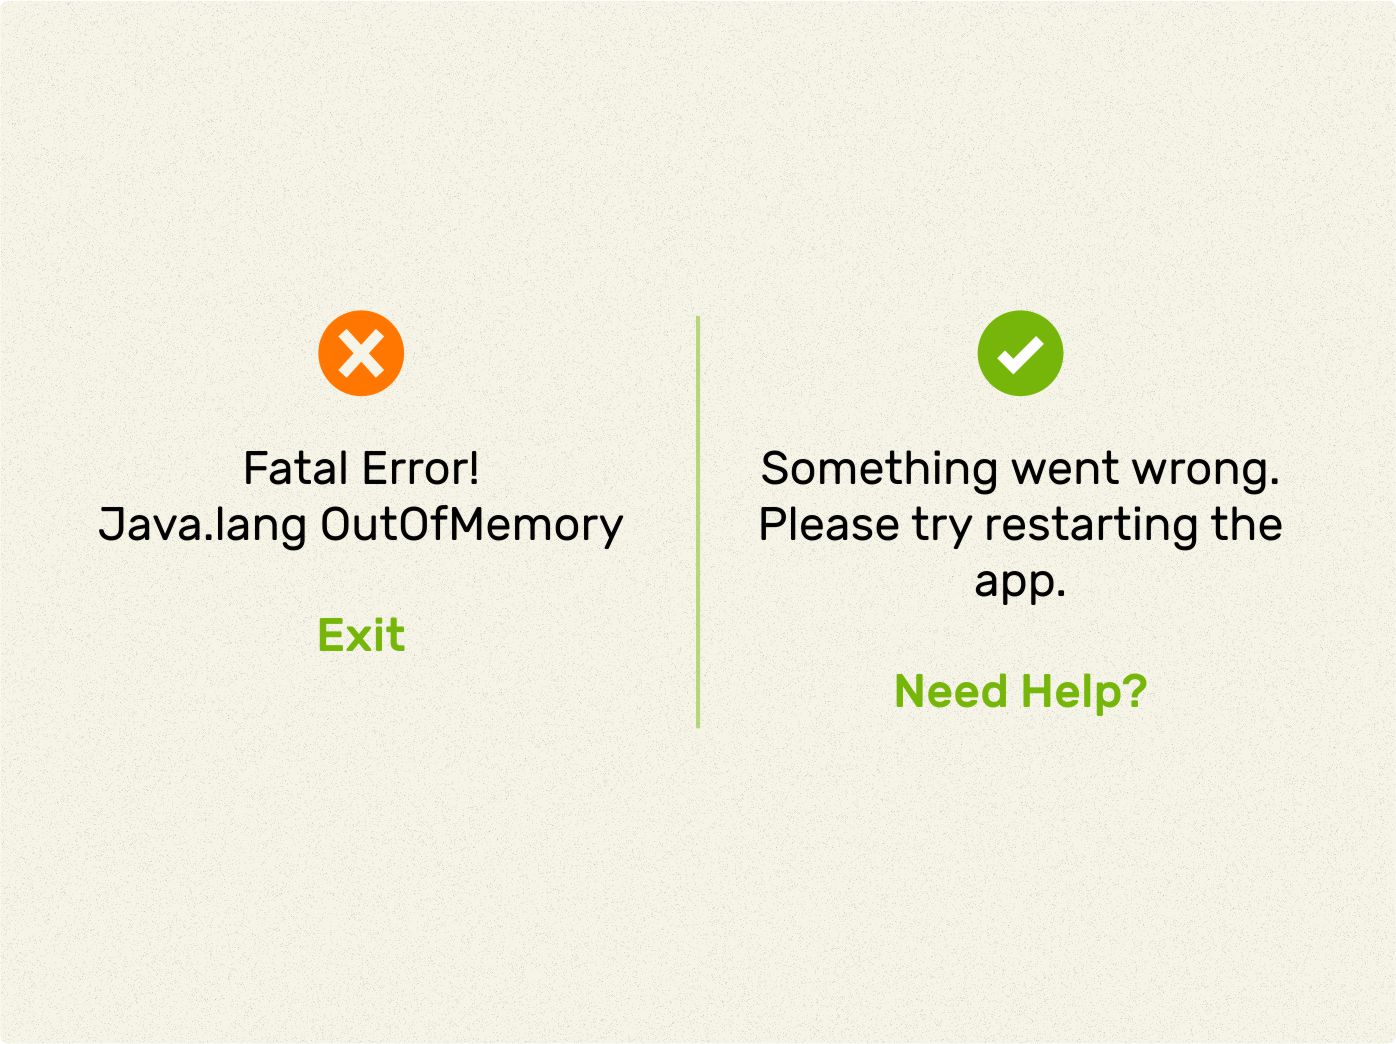 Fatal Error!
Java.lang OutOfMemory
Exit
Something went wrong.
Please try restarting the
app.
Need Help?